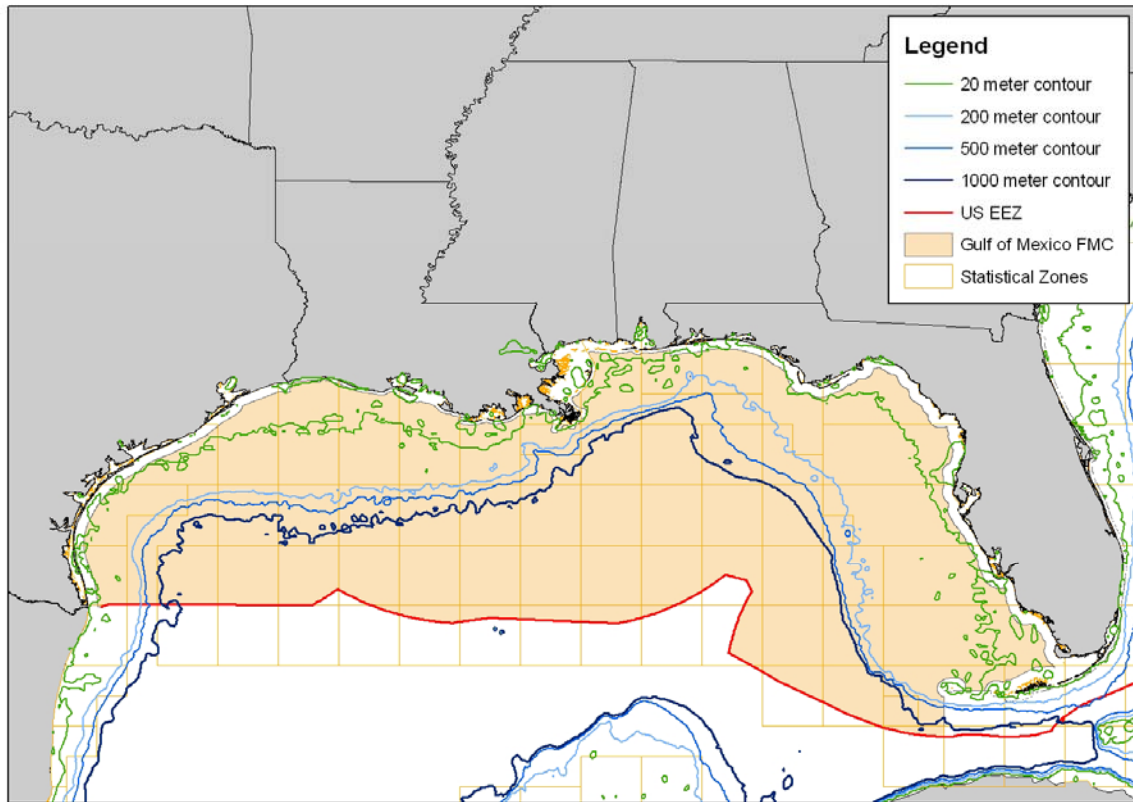 Legend
20 meter contour
200 meter contour
500 meter contour
1000 meter contour
US EEZ
Gulf of Mexico FMC
Statistical Zones